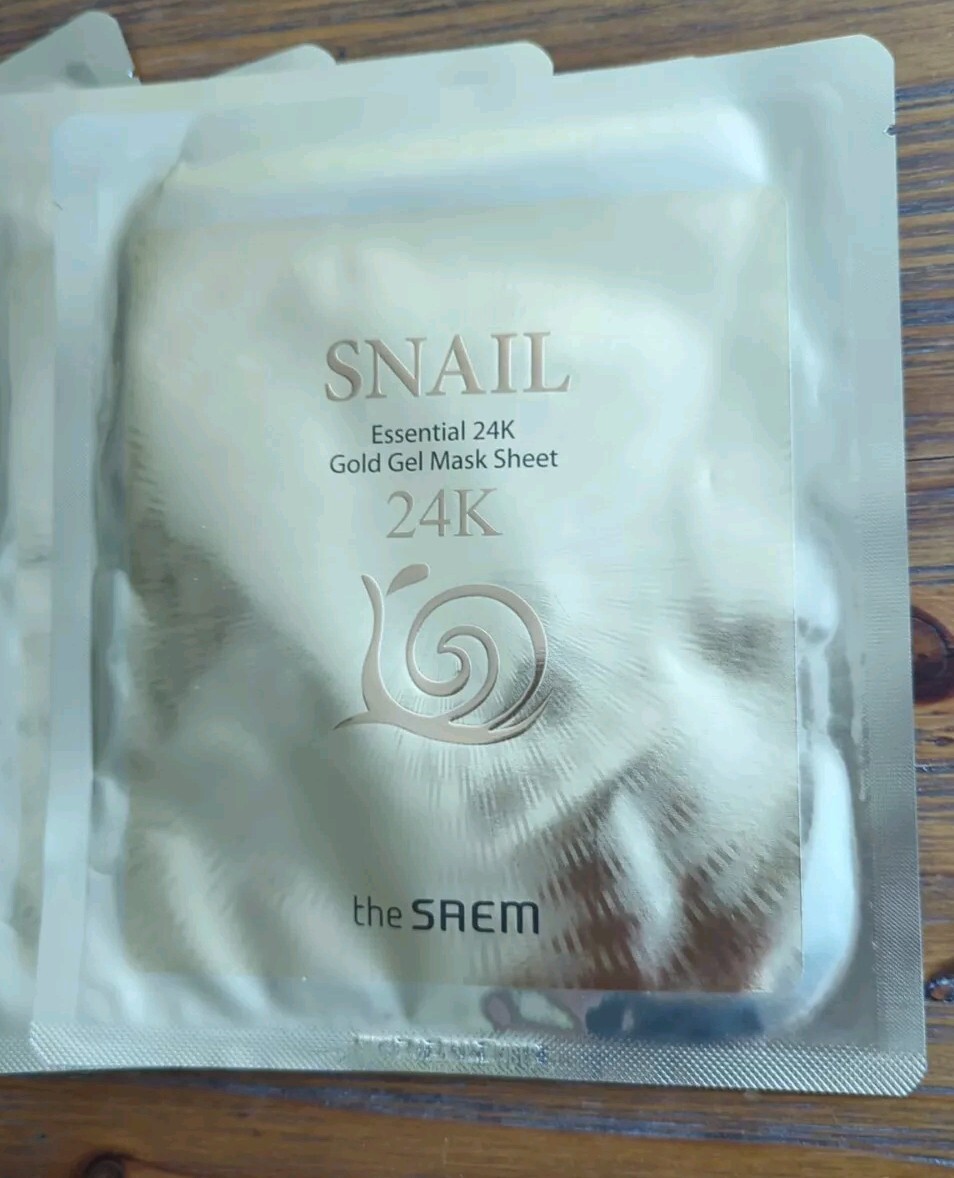 SNAIL
Essential 24K
Gold Gel Mask Sheet
24K
the SAEM